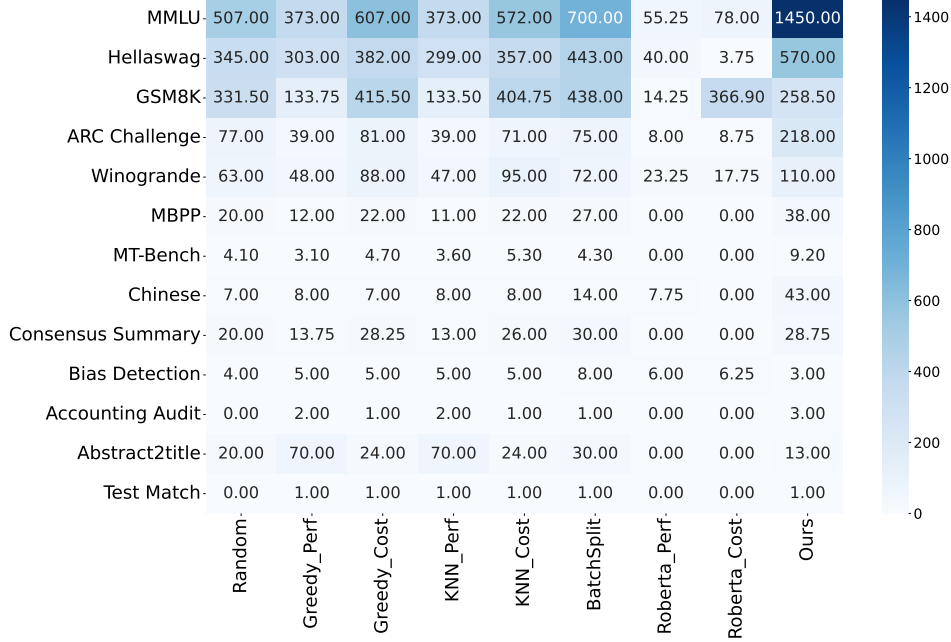 MMLU 507.00 373.00 607.00 373.00 572.00 700.00 55.25 78.00 1450.00
Hellaswag 345.00 303.00 382.00 299.00 357.00 443.00 40.00 3.75 570.00
GSM8K 331.50 133.75 415.50 133.50 404.75 438.00 14.25 366.90 258.50
ARC Challenge 77.00 39.00 81.00 39.00 71.00 75.00 8.00 8.75 218.00
Winogrande 63.00 48.00 88.00 47.00 95.00 72.00 23.25 17.75 110.00
MBPP 20.00 12.00 22.00 11.00 22.00 27.00 0.00 0.00 38.00
MT-Bench 4.10 3.10 4.70 3.60 5.30 4.30 0.00 0.00 9.20
Chinese 7.00 8.00 7.00 8.00 8.00 14.00 7.75 0.00 43.00
Consensus Summary 20.00 13.75 28.25 13.00 26.00 30.00 0.00 0.00 28.75
Bias Detection 4.00 5.00 5.00 5.00 5.00 8.00 6.00 6.25 3.00
Accounting Audit 0.00 2.00 1.00 2.00 1.00 1.00 0.00 0.00 3.00
Abstract2title 20.00 70.00 24.00 70.00 24.00 30.00 0.00 0.00 13.00
Test Match 0.00 1.00 1.00 1.00 1.00 1.00 0.00 0.00 1.00
Random
Greedy_Perf
Greedy_Cost
KNN_Perf
KNN_Cost
BatchSplit
Roberta_Perf
Roberta_Cost
Ours
1400
1200
1000
800
600
400
200
0